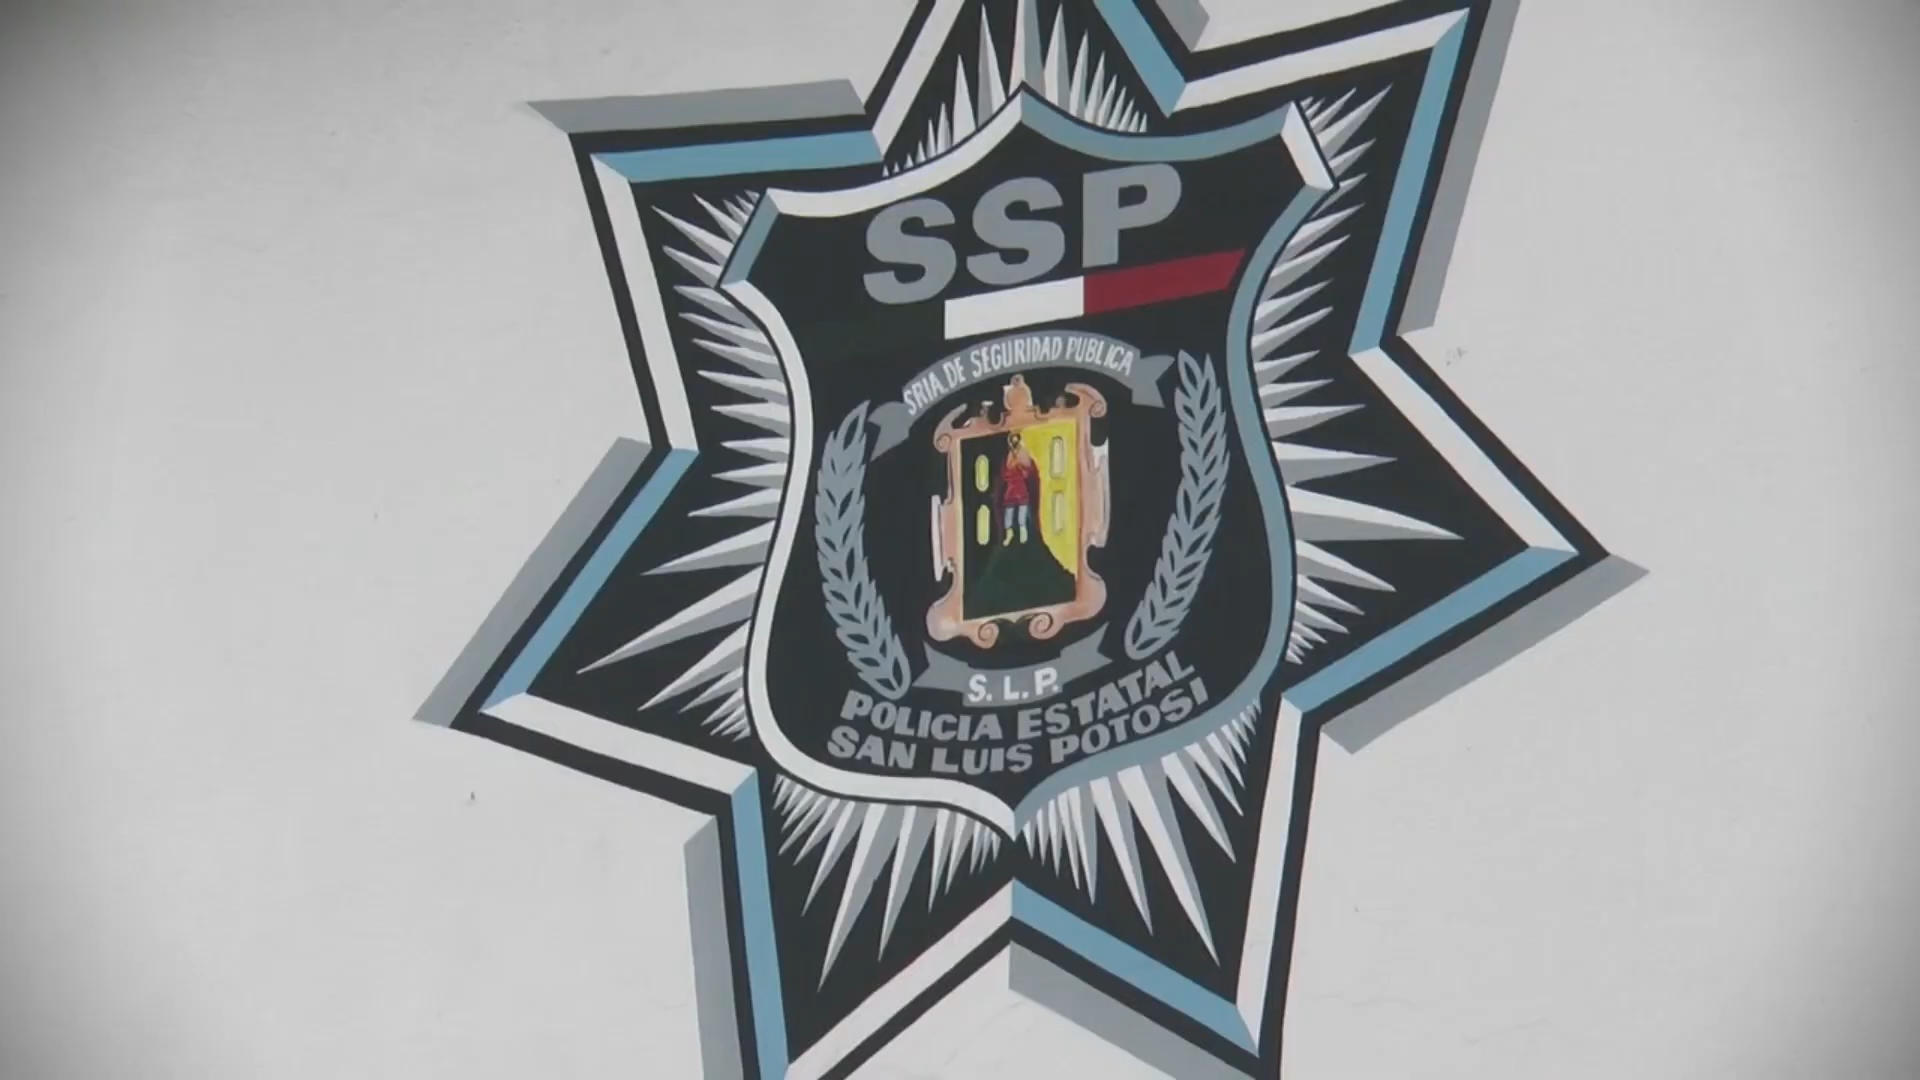 SSP
SRIA. DE SEGURIDAD PUBLICA
S. L. P.
POLICIA ESTATAL
SAN LUIS POTOSI